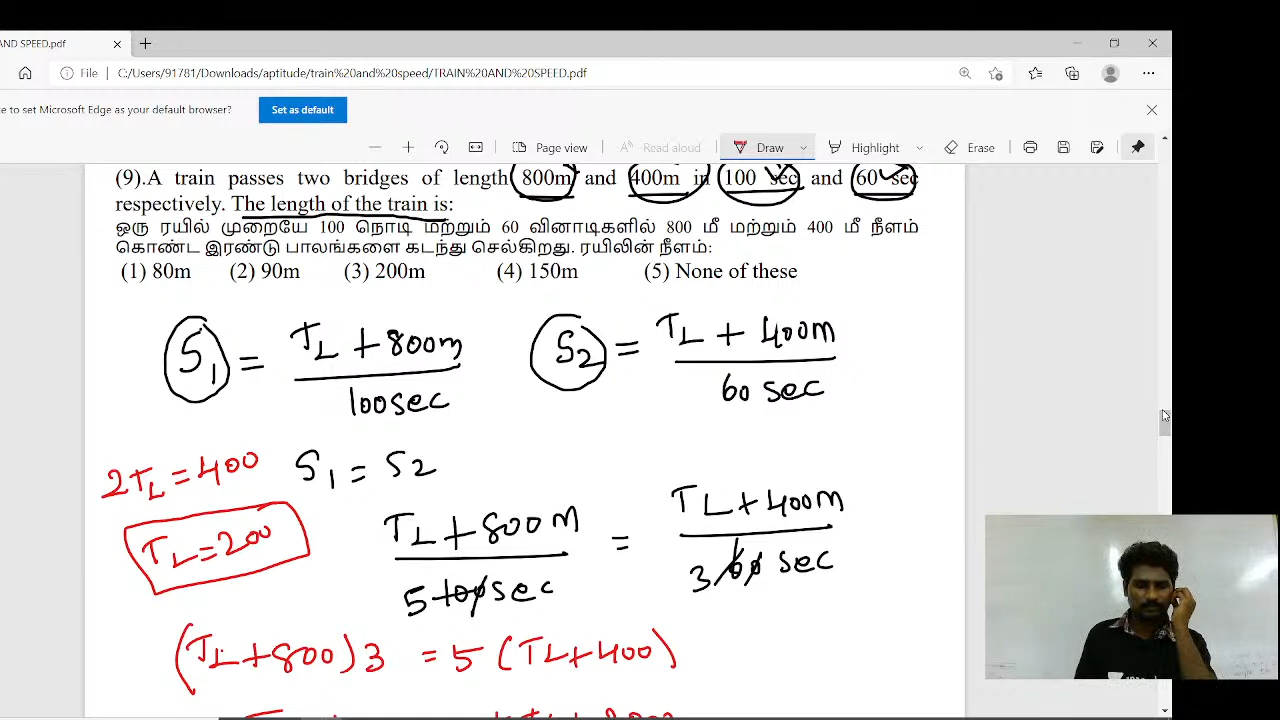 AND SPEED.pdf
File C:/Users/91781/Downloads/aptitude/train%20and%20speed/TRAIN%20AND%20SPEED.pdf
e to set Microsoft Edge as your default browser? Set as default
Page view Read aloud Draw Highlight Erase
(9).A train passes two bridges of length 800m and 400m in 100 sec and 60 sec
respectively. The length of the train is:
ஒரு ரயில் முறையே 100 நொடி மற்றும் 60 வினாடிகளில் 800 மீ மற்றும் 400 மீ நீளம்
கொண்ட இரண்டு பாலங்களை கடந்து செல்கிறது. ரயிலின் நீளம்:
(1) 80m (2) 90m (3) 200m (4) 150m (5) None of these
S1 = TL + 800m / 100sec S2 = TL + 400m / 60 sec
2TL = 400 S1 = S2
TL = 200
TL + 800m / 5 100 sec = TL + 400m / 3 60 sec
(TL + 800) 3 = 5 (TL + 400)